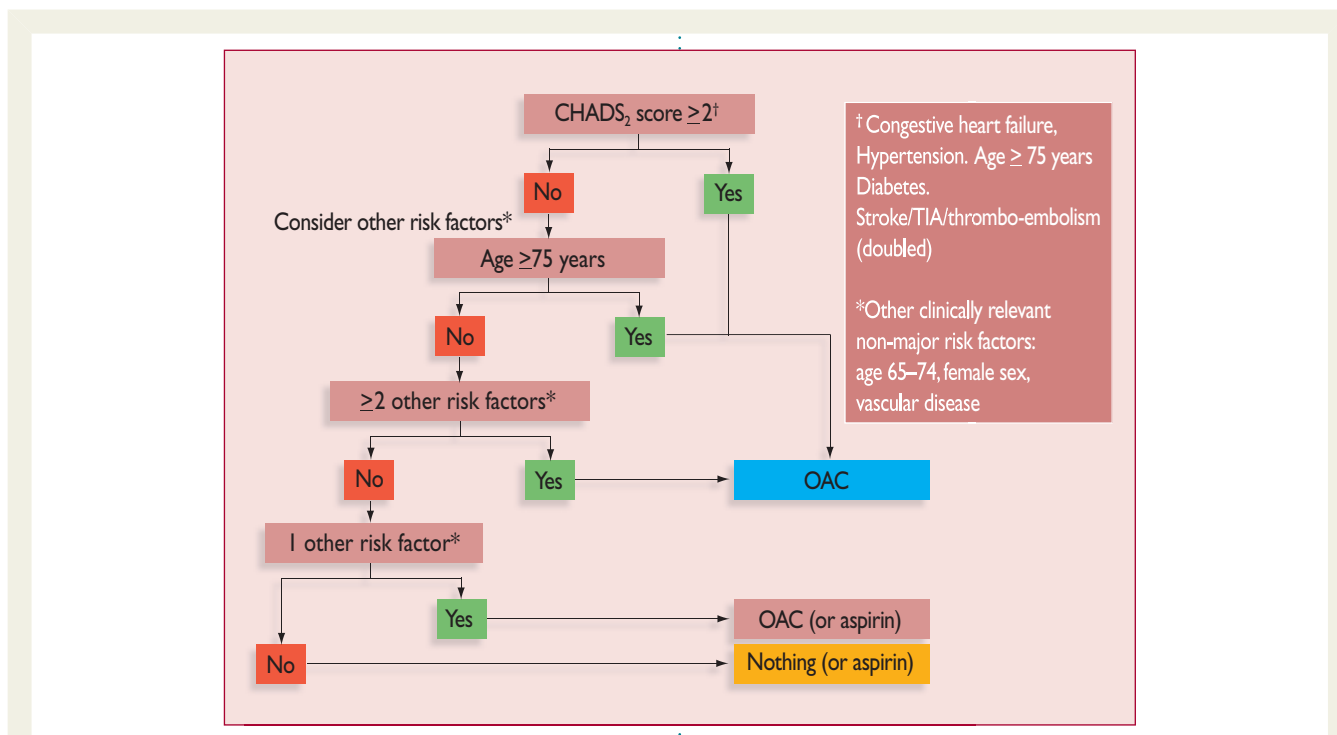 CHADS₂ score ≥2†
No
Yes
Consider other risk factors*
Age ≥75 years
No
Yes
≥2 other risk factors*
No
Yes
OAC
1 other risk factor*
Yes
OAC (or aspirin)
No
Nothing (or aspirin)
† Congestive heart failure,
Hypertension. Age ≥ 75 years
Diabetes.
Stroke/TIA/thrombo-embolism
(doubled)
*Other clinically relevant
non-major risk factors:
age 65–74, female sex,
vascular disease